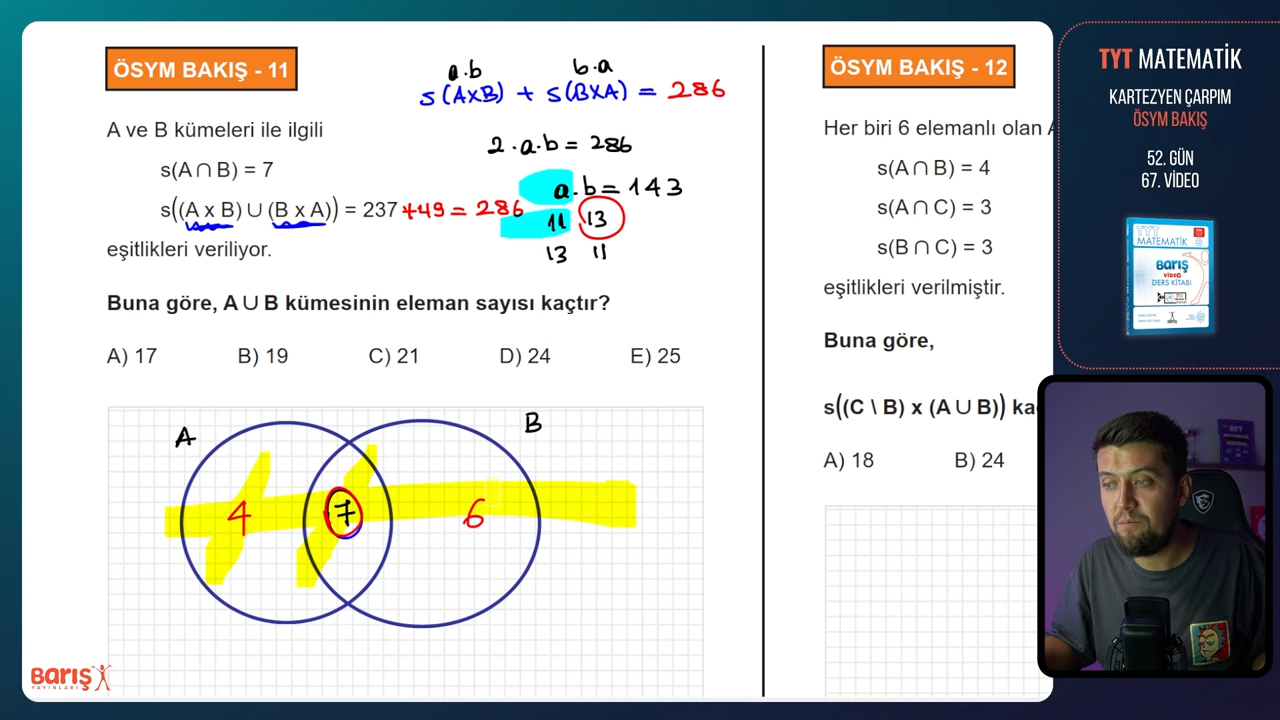 ÖSYM BAKIŞ - 11
a.b b.a
s(AxB) + s(BxA) = 286
A ve B kümeleri ile ilgili
2.a.b = 286
s(A ∩ B) = 7
a.b = 143
s((A x B) ∪ (B x A)) = 237 +49 = 286
11 13
13 11
eşitlikleri veriliyor.
Buna göre, A ∪ B kümesinin eleman sayısı kaçtır?
A) 17 B) 19 C) 21 D) 24 E) 25
A B
4 7 6
BARIŞ
YAYINLARI
ÖSYM BAKIŞ - 12
Her biri 6 elemanlı olan
s(A ∩ B) = 4
s(A ∩ C) = 3
s(B ∩ C) = 3
eşitlikleri verilmiştir.
Buna göre,
s((C \ B) x (A ∪ B))
A) 18 B) 24
TYT MATEMATİK
KARTEZYEN ÇARPIM
ÖSYM BAKIŞ
52. GÜN
67. VİDEO
TYT
MATEMATİK
BARIŞ
VİDEO
DERS KİTABI